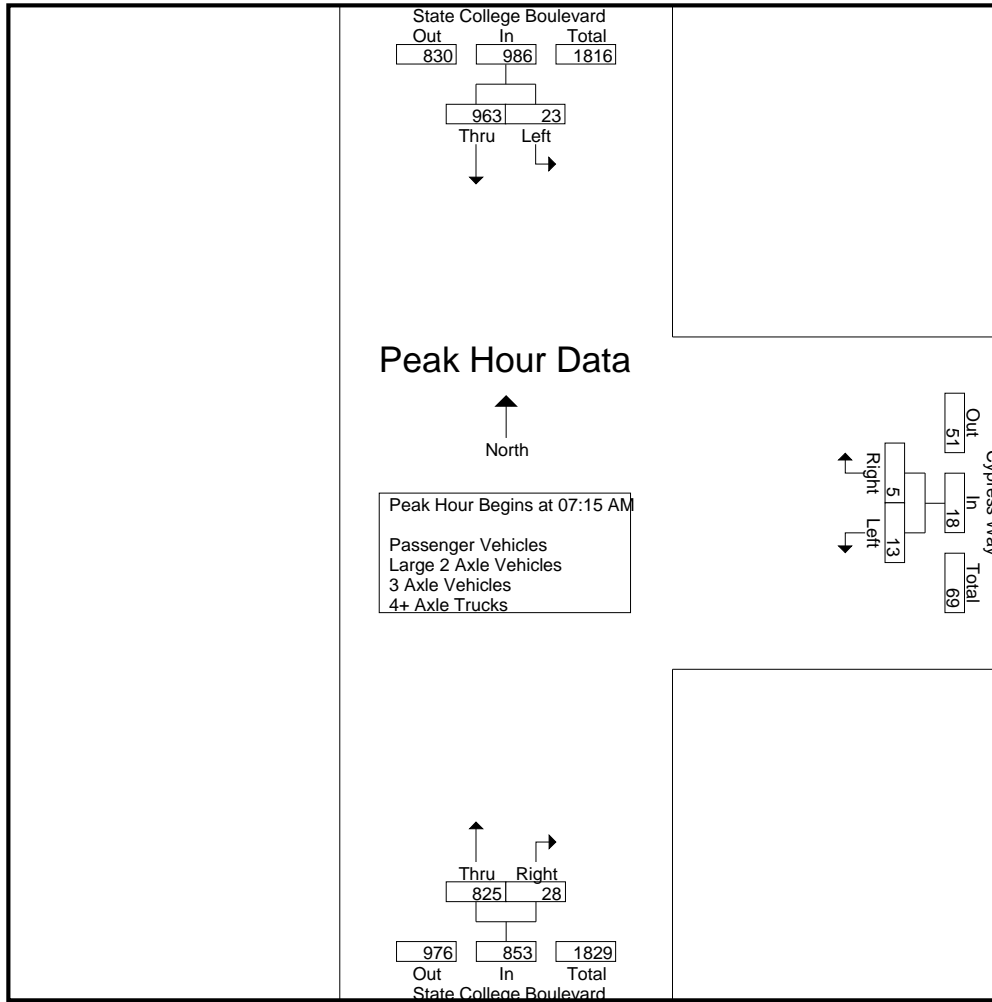 State College Boulevard
Out In Total
830 986 1816
963 23
Thru Left
Peak Hour Data
North
Peak Hour Begins at 07:15 AM
Passenger Vehicles
Large 2 Axle Vehicles
3 Axle Vehicles
4+ Axle Trucks
Cypress Way
Out In Total
51 18 69
5 13
Right Left
Thru Right
825 28
976 853 1829
Out In Total
State College Boulevard